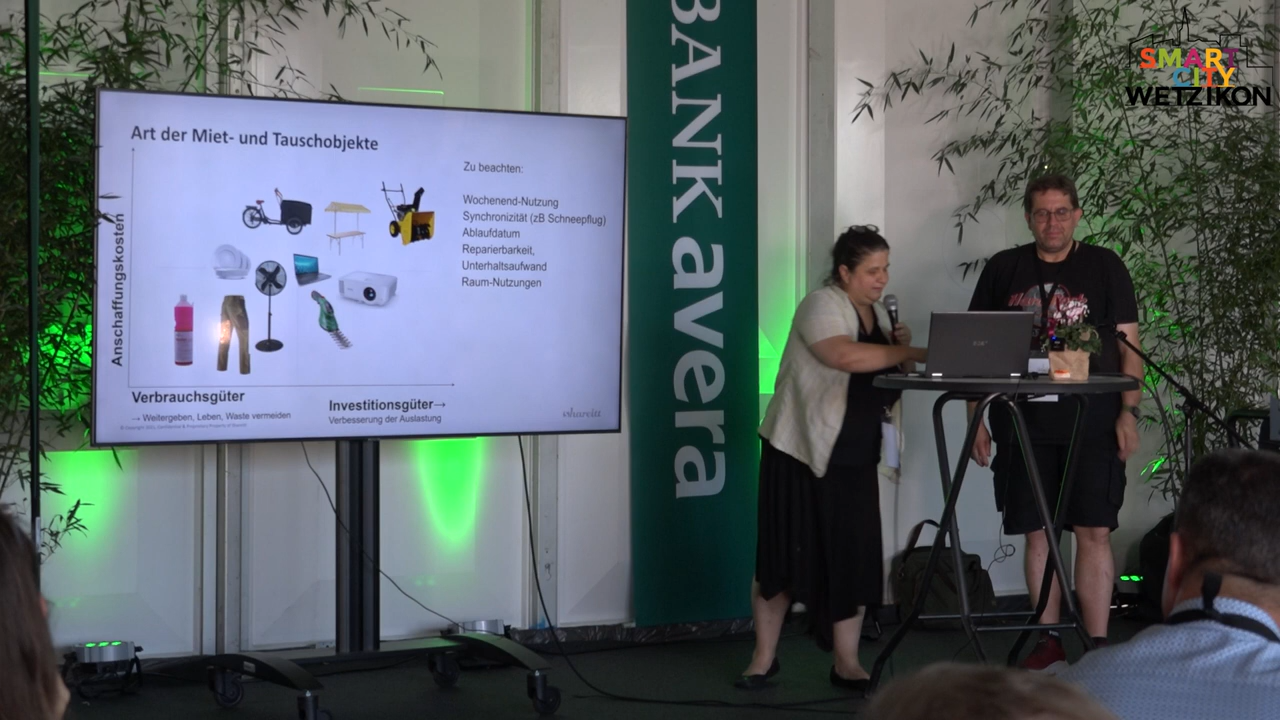 Art der Miet- und Tauschobjekte
Anschaffungskosten
Zu beachten:
Wochenend-Nutzung
Synchronizität (zB Schneepflug)
Ablaufdatum
Reparierbarkeit,
Unterhaltsaufwand
Raum-Nutzungen
Verbrauchsgüter
→ Weitergeben, Leben, Waste vermeiden
Investitionsgüter→
Verbesserung der Auslastung
shareitt
BANK avera
SMART
CITY
WETZIKON